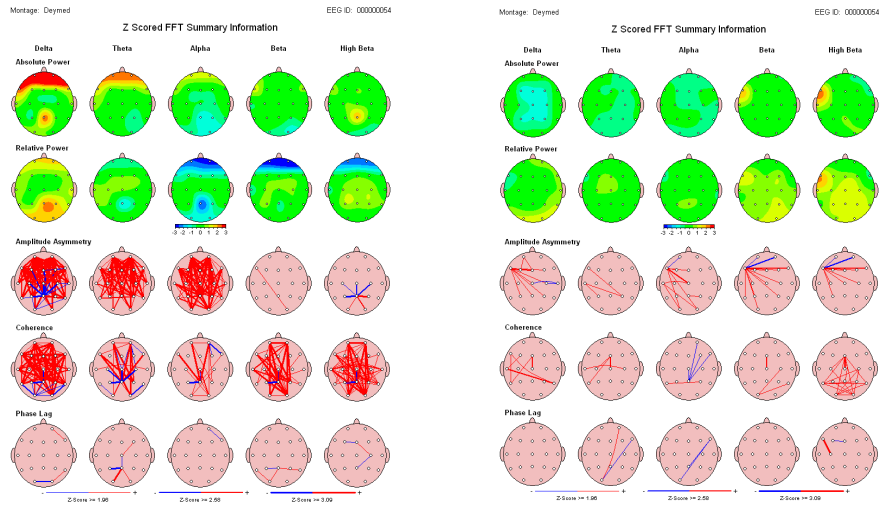 Montage: Deymed EEG ID: 000000054
Z Scored FFT Summary Information
Delta Theta Alpha Beta High Beta
Absolute Power
Relative Power
-3 -2 -1 0 1 2 3
Amplitude Asymmetry
Coherence
Phase Lag
- + - + - +
Z-Score >= 1.96 Z-Score >= 2.58 Z-Score >= 3.09
Montage: Deymed EEG ID: 000000054
Z Scored FFT Summary Information
Delta Theta Alpha Beta High Beta
Absolute Power
Relative Power
-3 -2 -1 0 1 2 3
Amplitude Asymmetry
Coherence
Phase Lag
- + - + - +
Z-Score >= 1.96 Z-Score >= 2.58 Z-Score >= 3.09